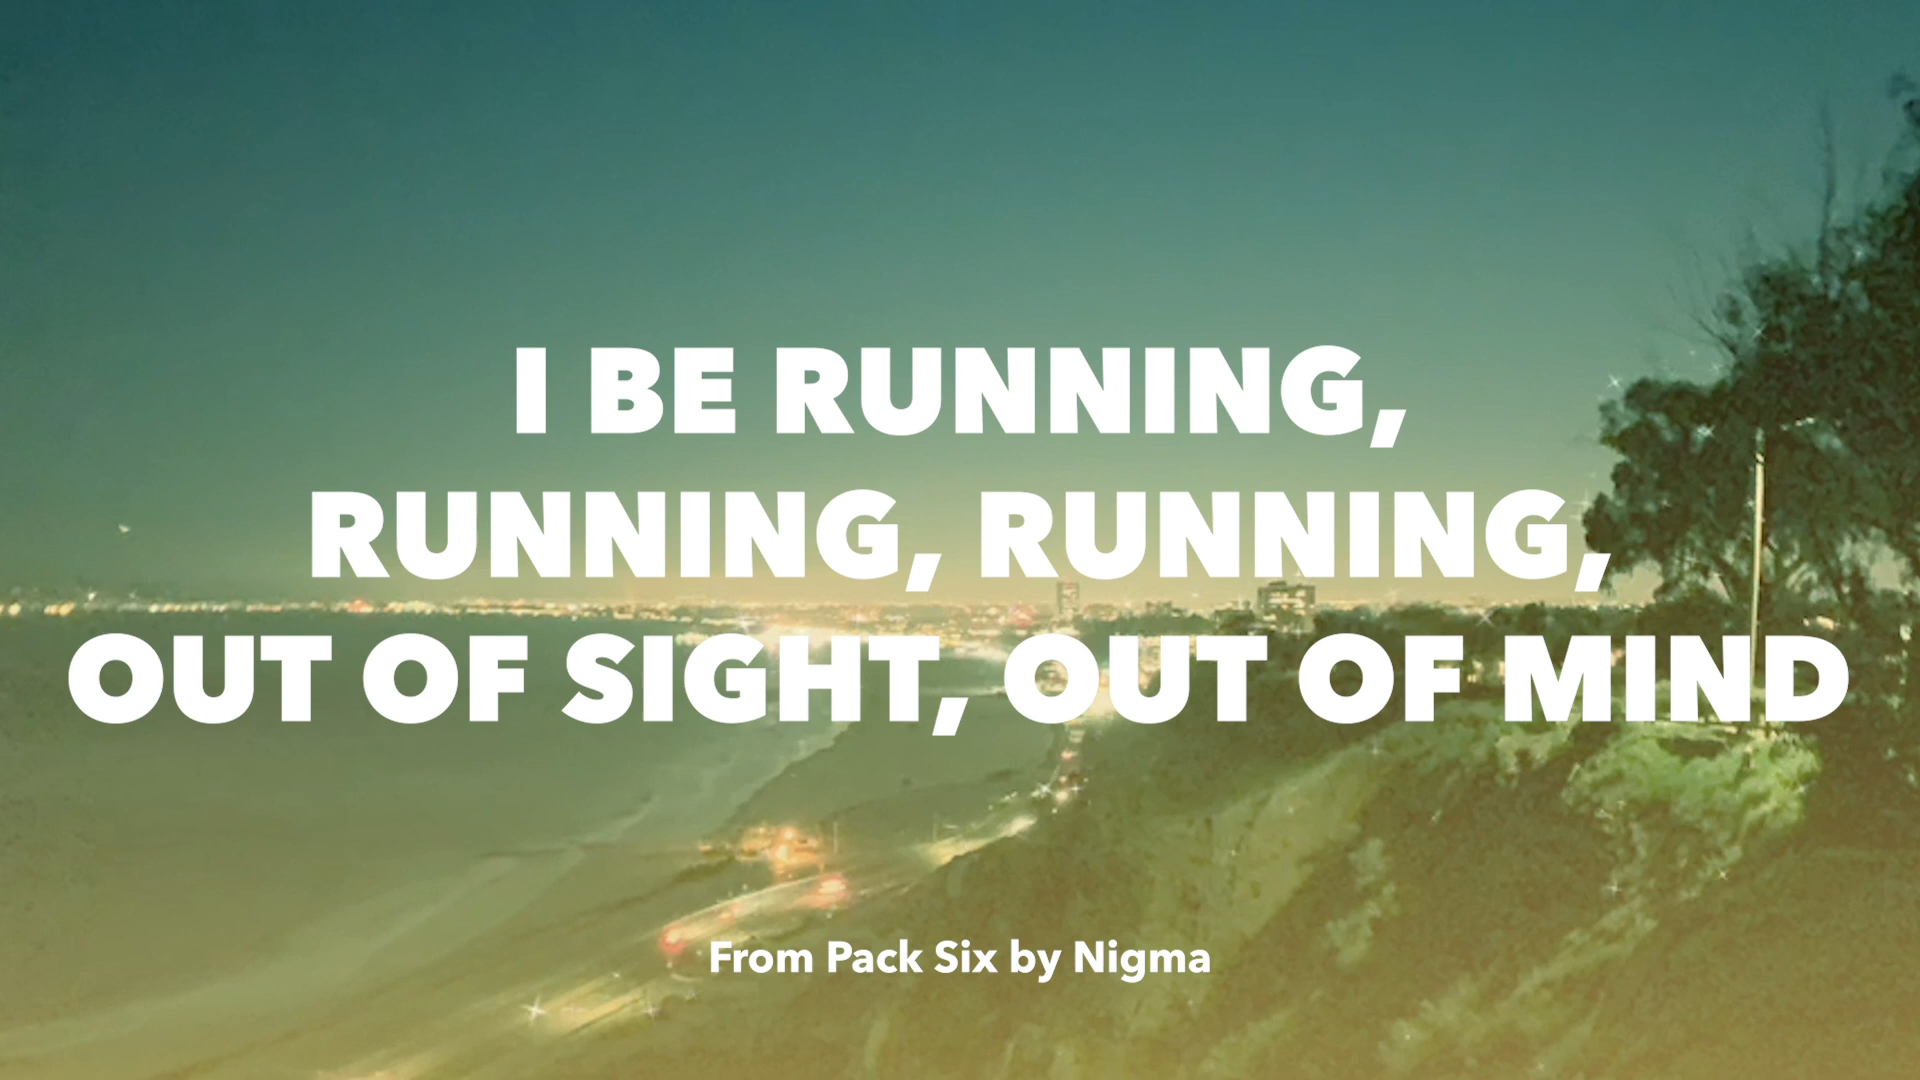 I BE RUNNING,
RUNNING, RUNNING,
OUT OF SIGHT, OUT OF MIND
From Pack Six by Nigma